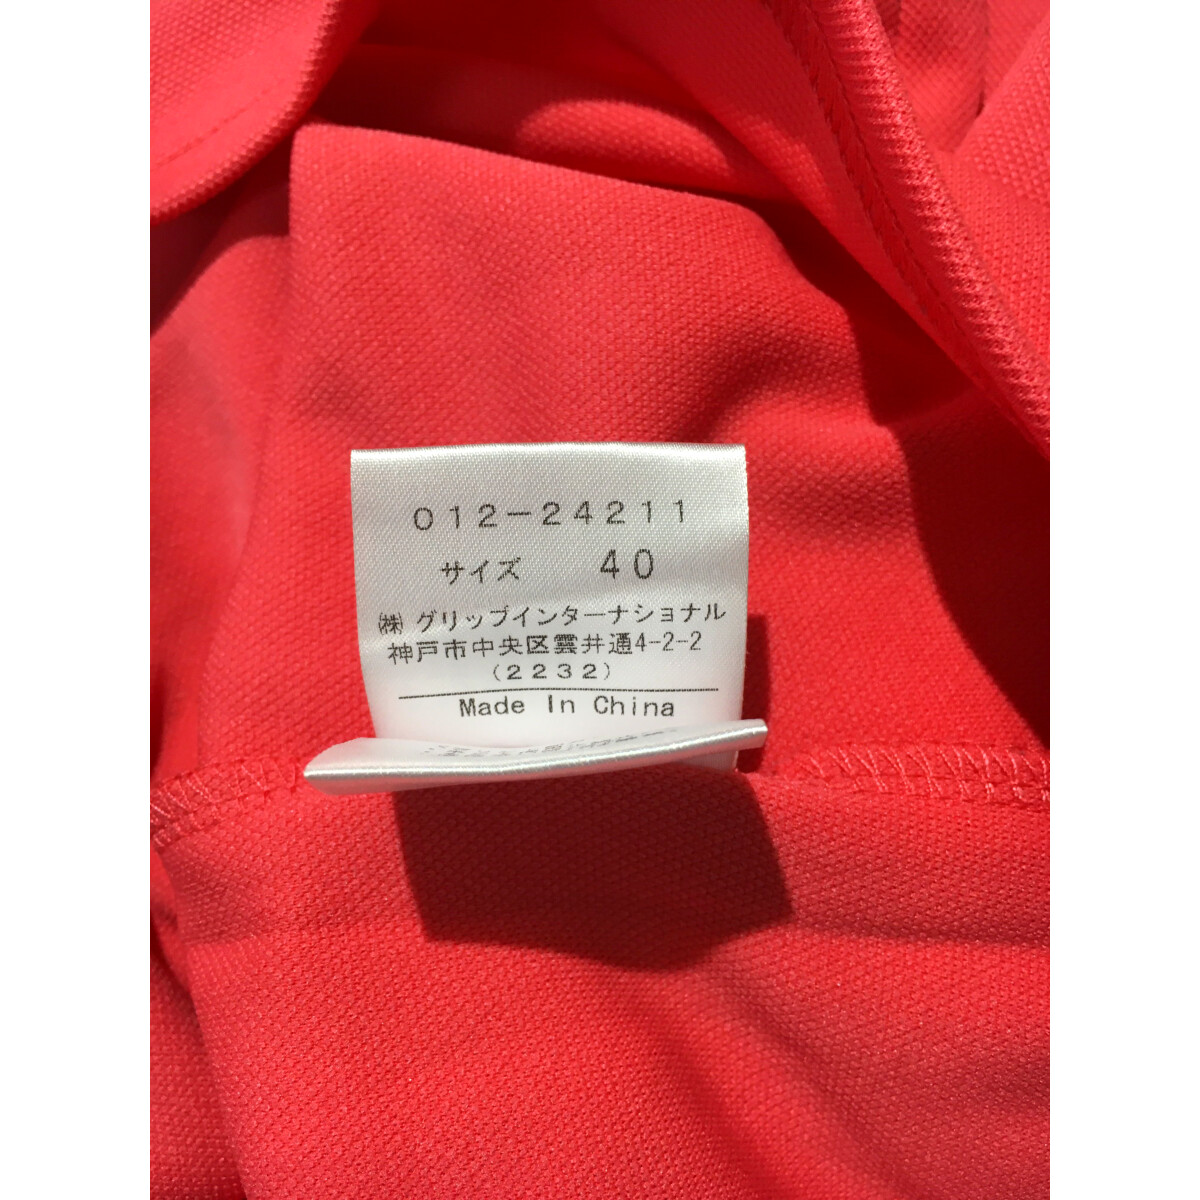 012-24211
サイズ 40
㈱ グリップインターナショナル
神戸市中央区雲井通4-2-2
(2232)
Made In China